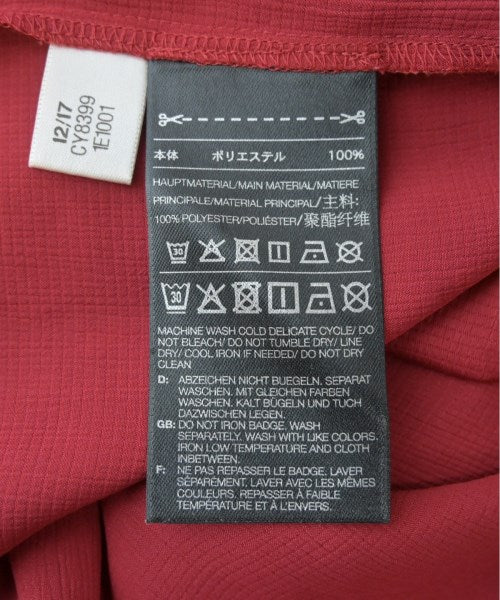 12/17
CY8399
1E1001
本体 ポリエステル 100%
HAUPTMATERIAL/MAIN MATERIAL/MATIERE
PRINCIPALE/MATERIAL PRINCIPAL/主料:
100% POLYESTER/POLIÉSTER/聚酯纤维
30
30
MACHINE WASH COLD DELICATE CYCLE/ DO
NOT BLEACH/ DO NOT TUMBLE DRY/ LINE
DRY/ COOL IRON IF NEEDED/ DO NOT DRY
CLEAN
D: ABZEICHEN NICHT BUEGELN. SEPARAT
WASCHEN. MIT GLEICHEN FARBEN
WASCHEN. KALT BÜGELN UND TUCH
DAZWISCHEN LEGEN.
GB: DO NOT IRON BADGE. WASH
SEPARATELY. WASH WITH LIKE COLORS.
IRON LOW TEMPERATURE AND CLOTH
INBETWEEN.
F: NE PAS REPASSER LE BADGE. LAVER
SÉPARÉMENT. LAVER AVEC LES MÊMES
COULEURS. REPASSER À FAIBLE
TEMPÉRATURE ET À L'ENVERS.